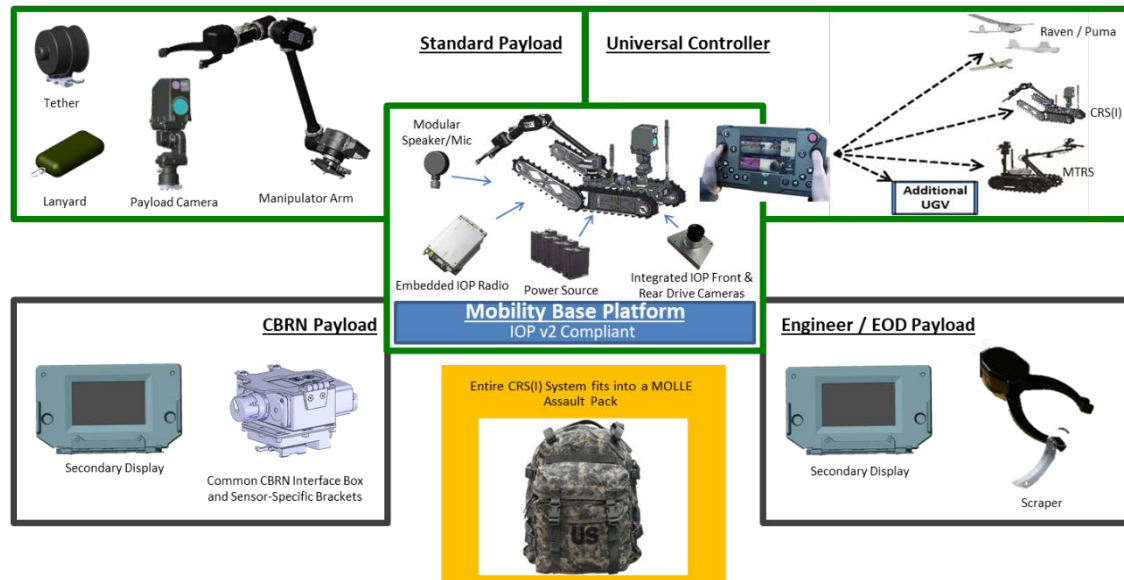 Standard Payload
Tether
Lanyard
Payload Camera
Manipulator Arm
Universal Controller
Raven / Puma
CRS(I)
MTRS
Additional
UGV
Modular
Speaker/Mic
Embedded IOP Radio
Power Source
Integrated IOP Front &
Rear Drive Cameras
Mobility Base Platform
IOP v2 Compliant
CBRN Payload
Secondary Display
Common CBRN Interface Box
and Sensor-Specific Brackets
Entire CRS(I) System fits into a MOLLE
Assault Pack
US
Engineer / EOD Payload
Secondary Display
Scraper